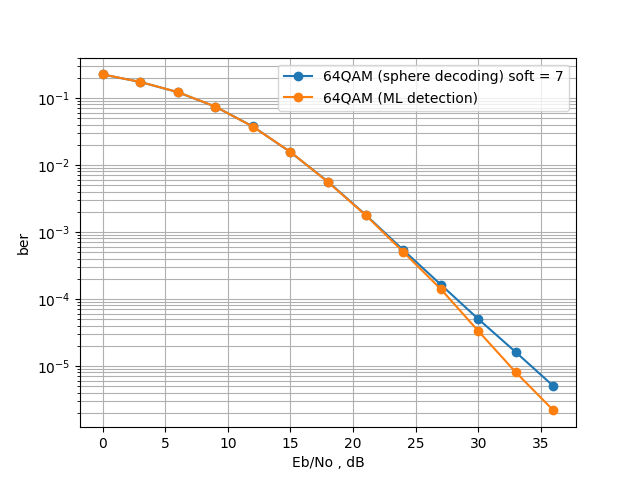 64QAM (sphere decoding) soft = 7
64QAM (ML detection)
10⁻¹
10⁻²
10⁻³
10⁻⁴
10⁻⁵
ber
0 5 10 15 20 25 30 35
Eb/No , dB